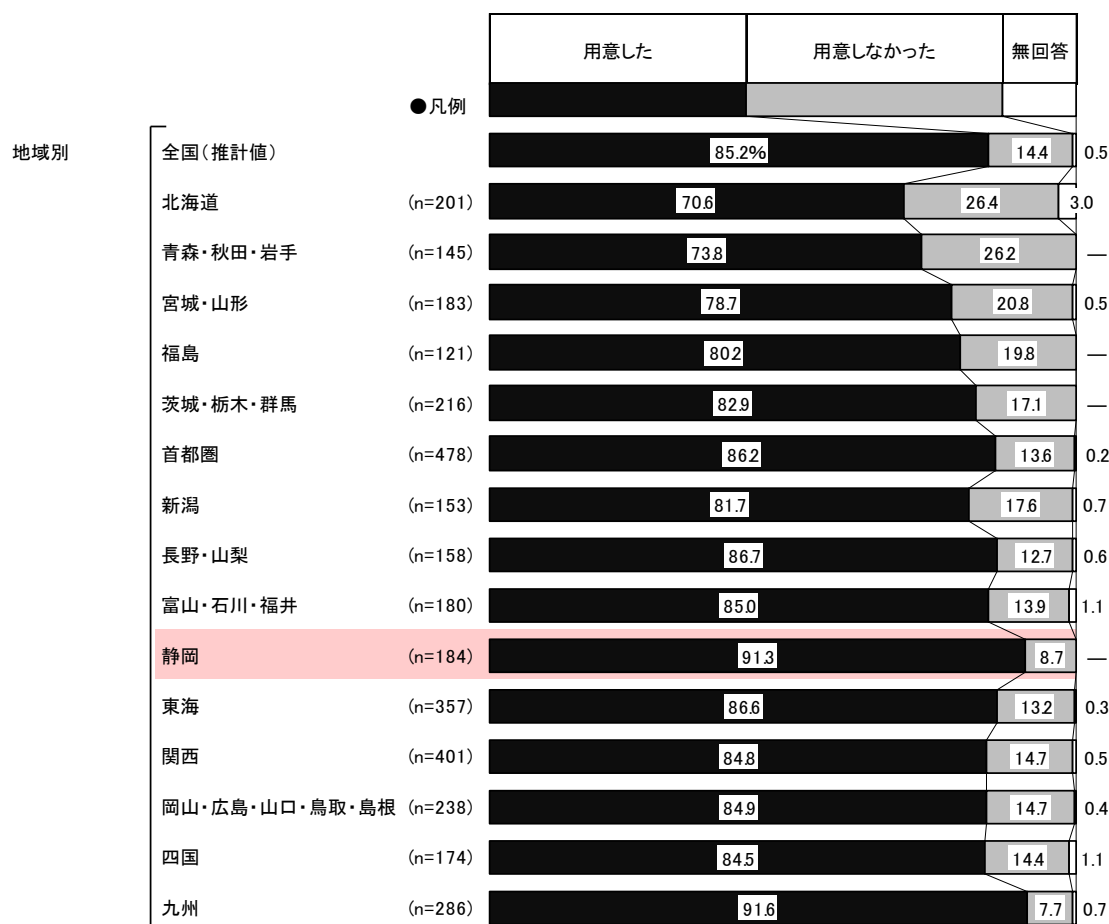 用意した 用意しなかった 無回答
●凡例
地域別 全国(推計値) 85.2% 14.4 0.5
北海道 (n=201) 70.6 26.4 3.0
青森・秋田・岩手 (n=145) 73.8 26.2 —
宮城・山形 (n=183) 78.7 20.8 0.5
福島 (n=121) 80.2 19.8 —
茨城・栃木・群馬 (n=216) 82.9 17.1 —
首都圏 (n=478) 86.2 13.6 0.2
新潟 (n=153) 81.7 17.6 0.7
長野・山梨 (n=158) 86.7 12.7 0.6
富山・石川・福井 (n=180) 85.0 13.9 1.1
静岡 (n=184) 91.3 8.7 —
東海 (n=357) 86.6 13.2 0.3
関西 (n=401) 84.8 14.7 0.5
岡山・広島・山口・鳥取・島根 (n=238) 84.9 14.7 0.4
四国 (n=174) 84.5 14.4 1.1
九州 (n=286) 91.6 7.7 0.7